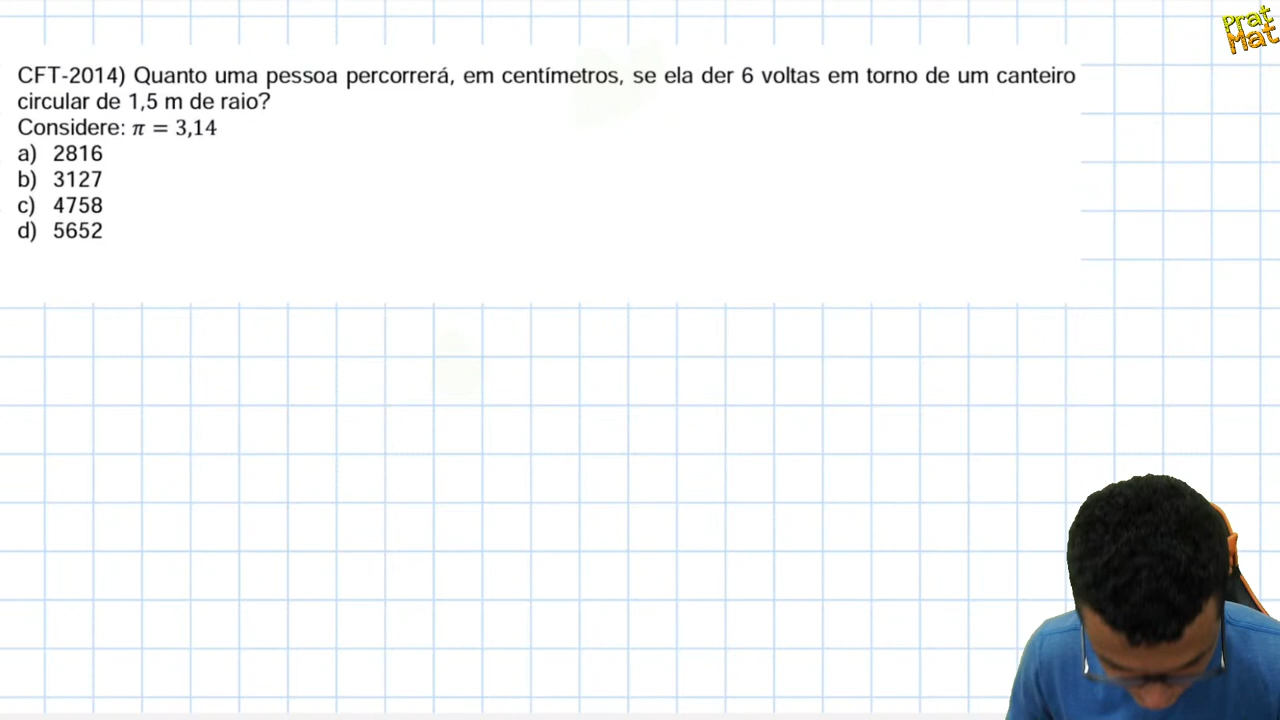 Prat
Mat
CFT-2014) Quanto uma pessoa percorrerá, em centímetros, se ela der 6 voltas em torno de um canteiro
circular de 1,5 m de raio?
Considere: π = 3,14
a) 2816
b) 3127
c) 4758
d) 5652